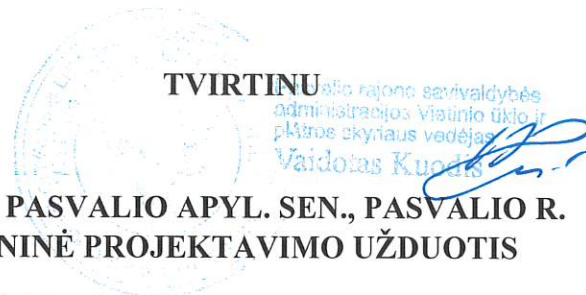 TVIRTINU
Pasvalio rajono savivaldybės
administracijos Vietinio ūkio ir
plėtros skyriaus vedėjas
Vaidotas Kuodis
PASVALIO APYL. SEN., PASVALIO R.
NINĖ PROJEKTAVIMO UŽDUOTIS